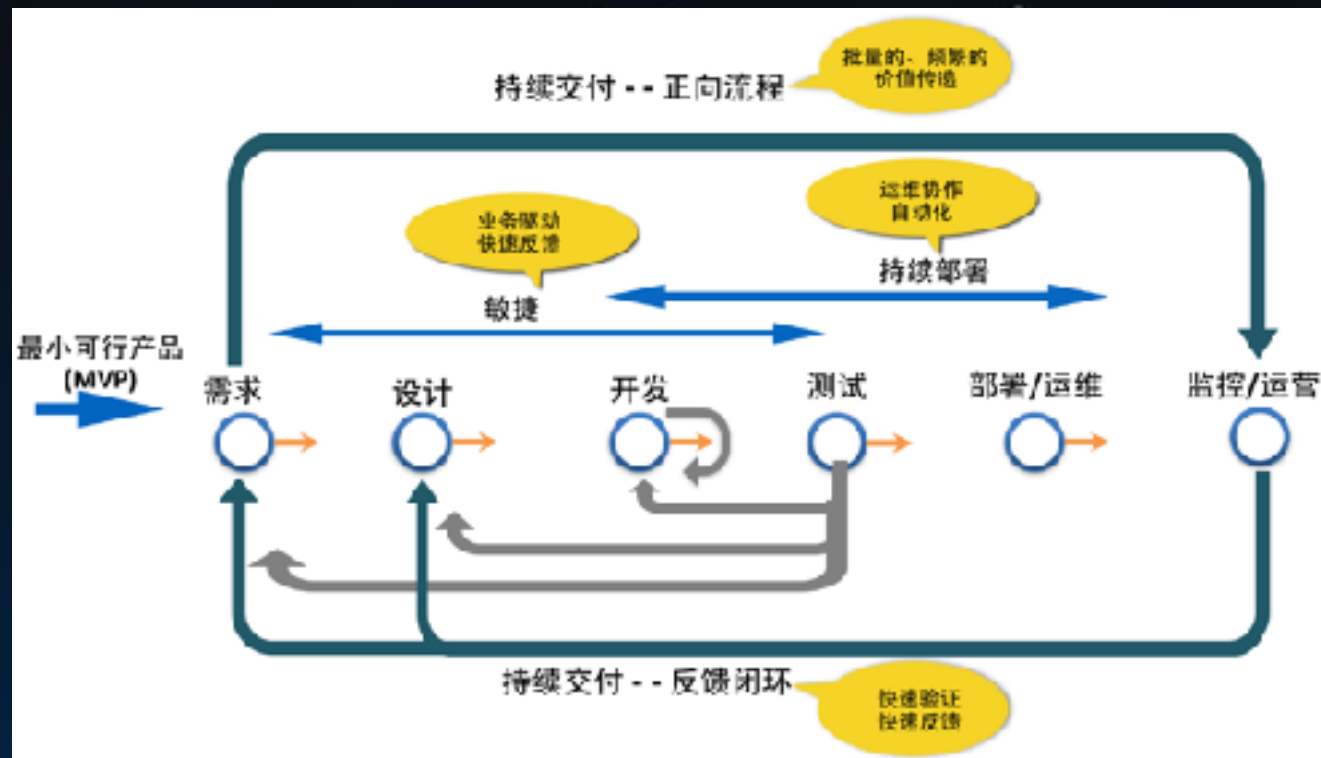 持续交付 - - 正向流程
批量的、频繁的
价值传递
运维协作
自动化
业务驱动
快速反馈
持续部署
敏捷
最小可行产品
(MVP)
需求
设计
开发
测试
部署/运维
监控/运营
持续交付 - - 反馈闭环
快速验证
快速反馈